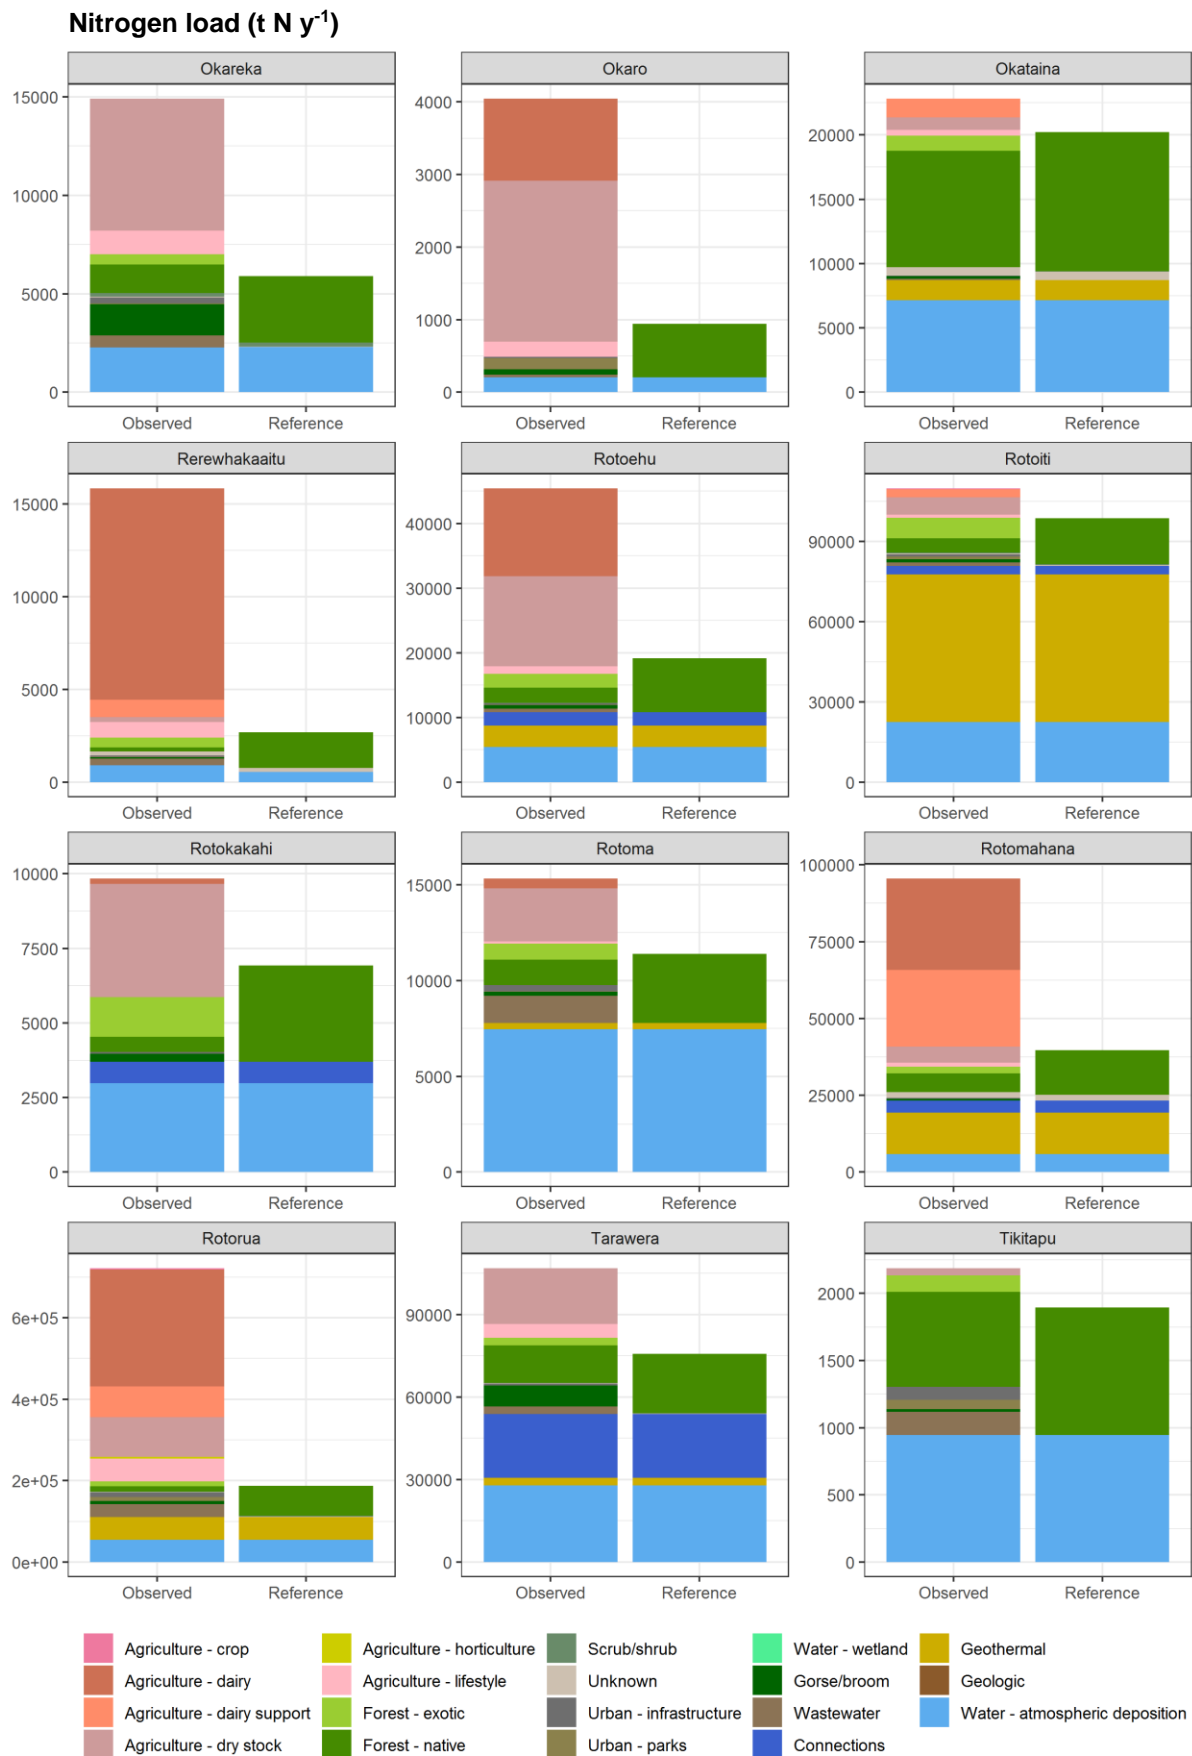 Nitrogen load (t N y-1)
Okareka
Okaro
Okataina
15000
10000
5000
0
4000
3000
2000
1000
0
20000
15000
10000
5000
0
Observed Reference
Observed Reference
Observed Reference
Rerewhakaaitu
Rotoehu
Rotoiti
15000
10000
5000
0
40000
30000
20000
10000
0
90000
60000
30000
0
Observed Reference
Observed Reference
Observed Reference
Rotokakahi
Rotoma
Rotomahana
10000
7500
5000
2500
0
15000
10000
5000
0
100000
75000
50000
25000
0
Observed Reference
Observed Reference
Observed Reference
Rotorua
Tarawera
Tikitapu
6e+05
4e+05
2e+05
0e+00
90000
60000
30000
0
2000
1500
1000
500
0
Observed Reference
Observed Reference
Observed Reference
Agriculture - crop
Agriculture - dairy
Agriculture - dairy support
Agriculture - dry stock
Agriculture - horticulture
Agriculture - lifestyle
Forest - exotic
Forest - native
Scrub/shrub
Unknown
Urban - infrastructure
Urban - parks
Water - wetland
Gorse/broom
Wastewater
Connections
Geothermal
Geologic
Water - atmospheric deposition